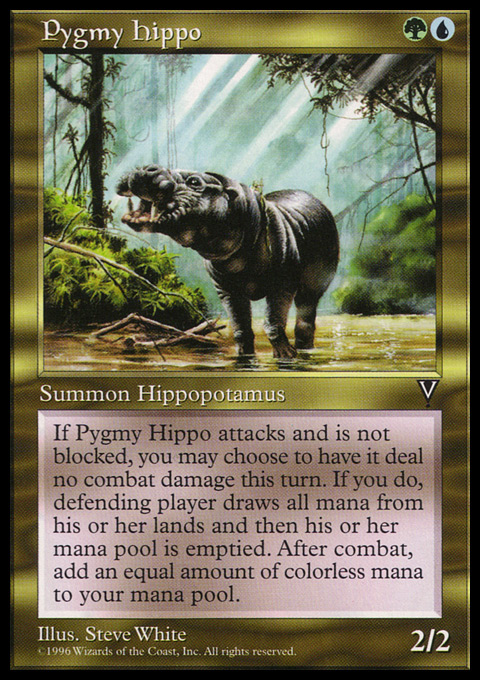 Pygmy Hippo
Summon Hippopotamus
If Pygmy Hippo attacks and is not
blocked, you may choose to have it deal
no combat damage this turn. If you do,
defending player draws all mana from
his or her lands and then his or her
mana pool is emptied. After combat,
add an equal amount of colorless mana
to your mana pool.
Illus. Steve White
2/2
©1996 Wizards of the Coast, Inc. All rights reserved.